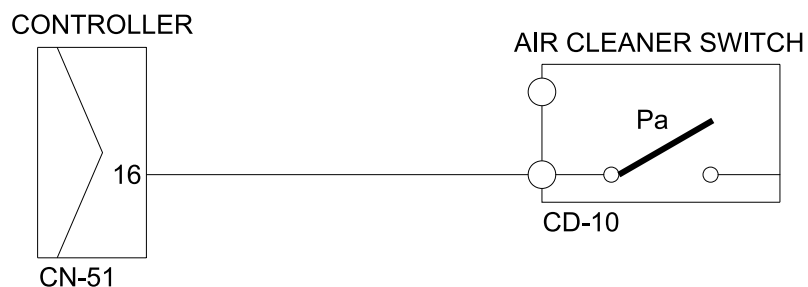 CONTROLLER
AIR CLEANER SWITCH
Pa
16
CD-10
CN-51